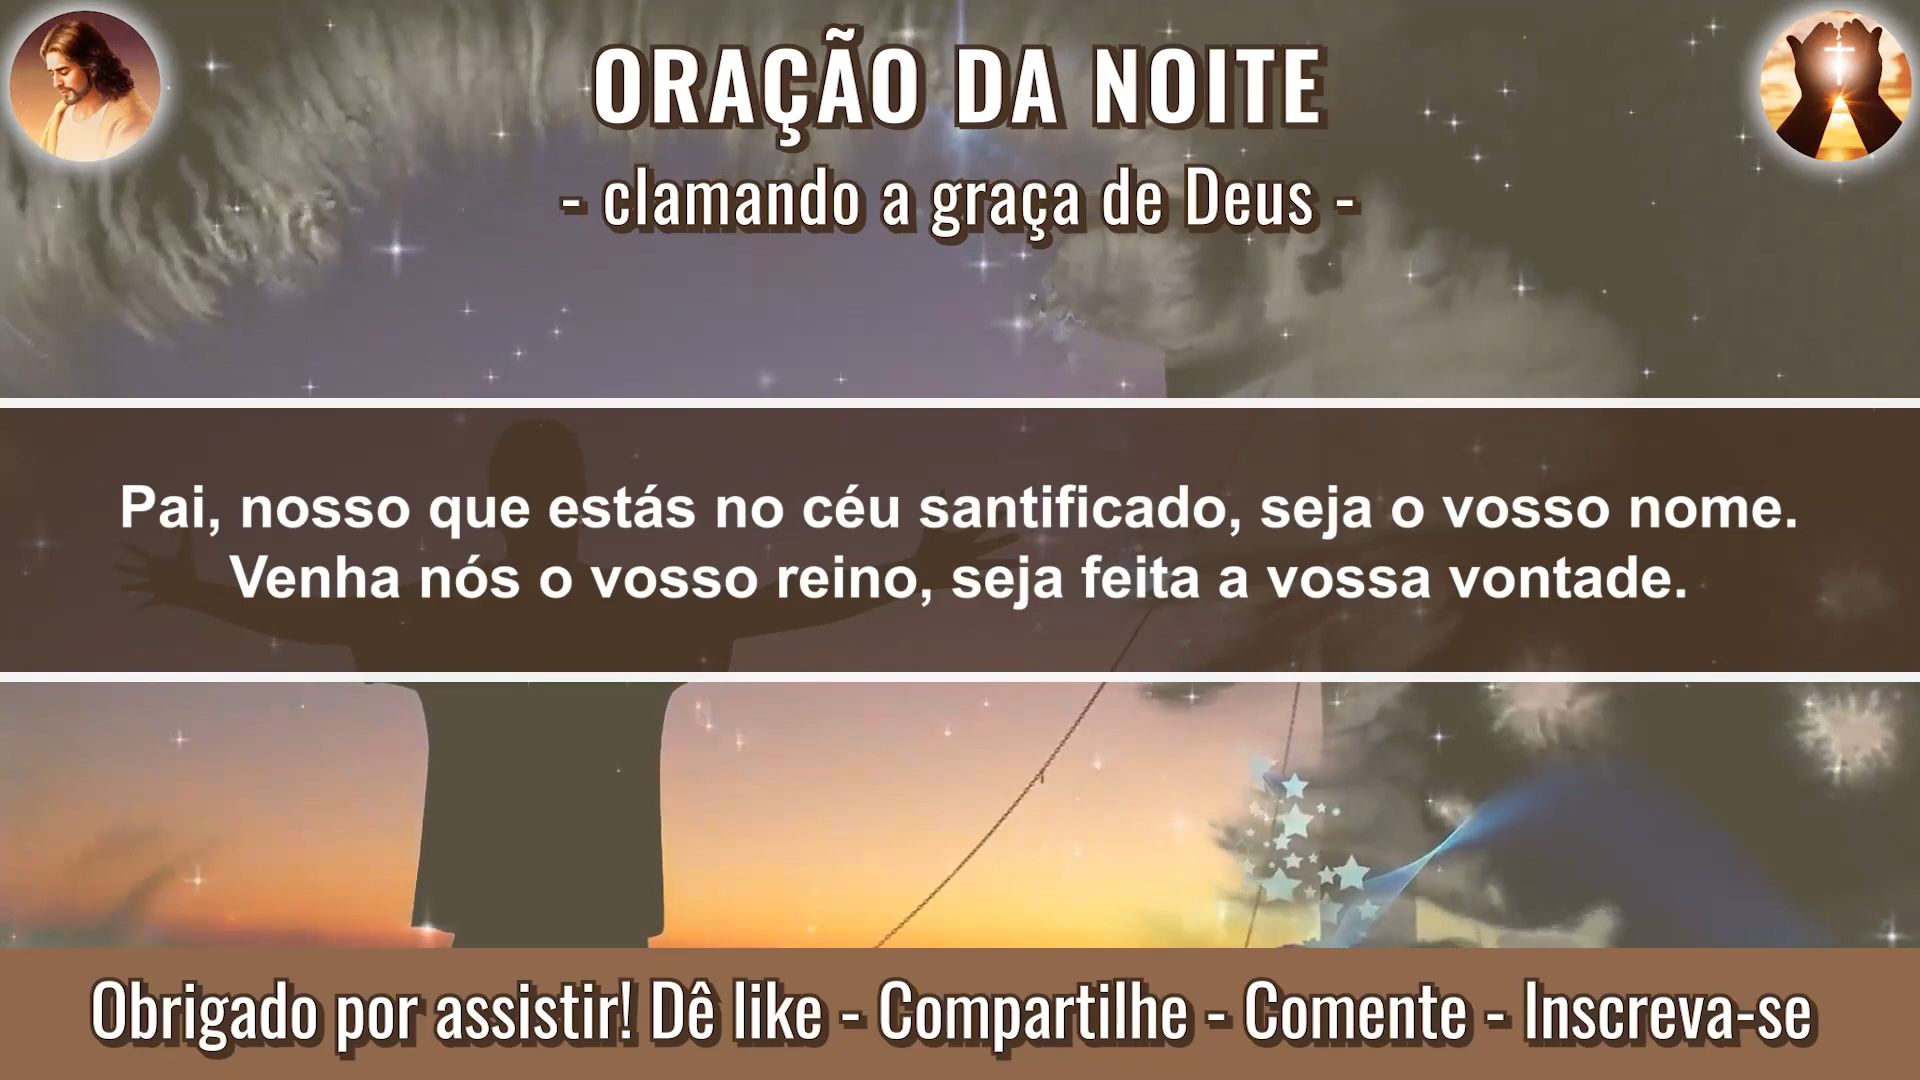 ORAÇÃO DA NOITE
- clamando a graça de Deus -
Pai, nosso que estás no céu santificado, seja o vosso nome.
Venha nós o vosso reino, seja feita a vossa vontade.
Obrigado por assistir! Dê like - Compartilhe - Comente - Inscreva-se